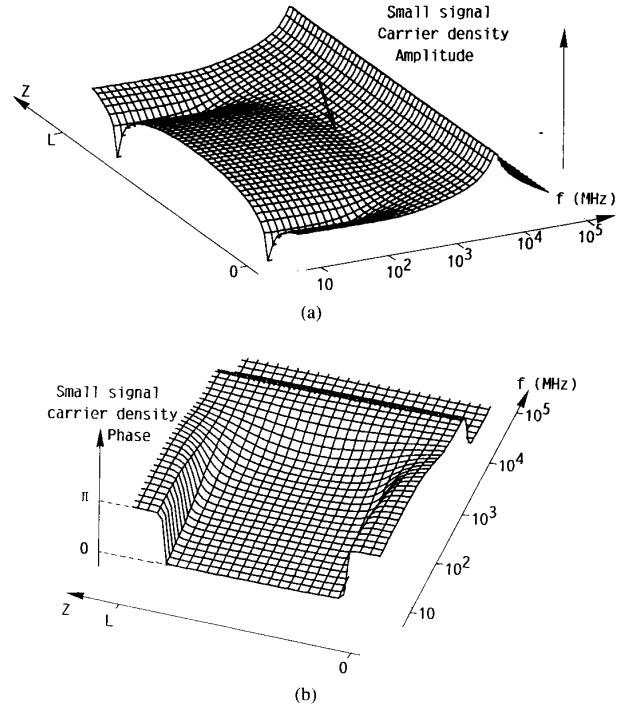 Small signal
Carrier density
Amplitude
Z
L
0
10
10²
10³
10⁴
10⁵
f (MHz)
(a)
Small signal
carrier density
Phase
π
0
Z
L
0
10
10²
10³
10⁴
10⁵
f (MHz)
(b)